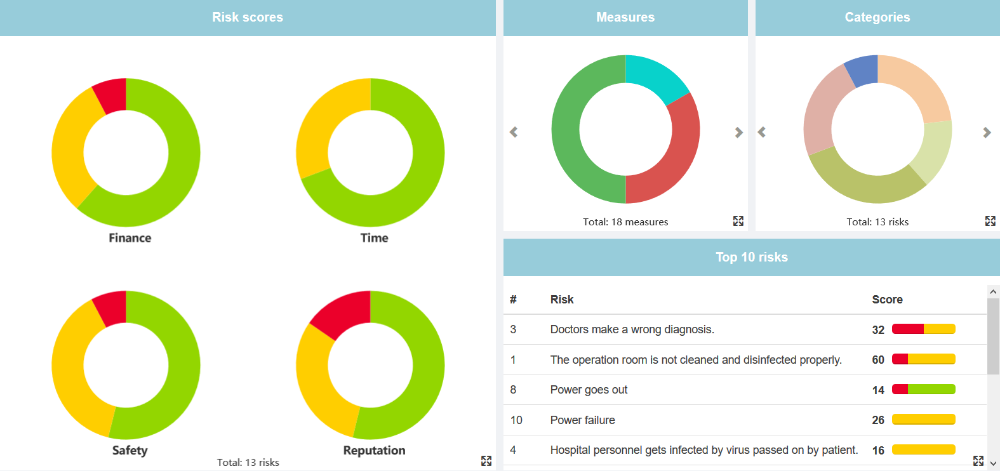 Risk scores
Finance
Time
Safety
Reputation
Total: 13 risks
Measures
Total: 18 measures
Categories
Total: 13 risks
Top 10 risks
# Risk Score
3 Doctors make a wrong diagnosis. 32
1 The operation room is not cleaned and disinfected properly. 60
8 Power goes out 14
10 Power failure 26
4 Hospital personnel gets infected by virus passed on by patient. 16